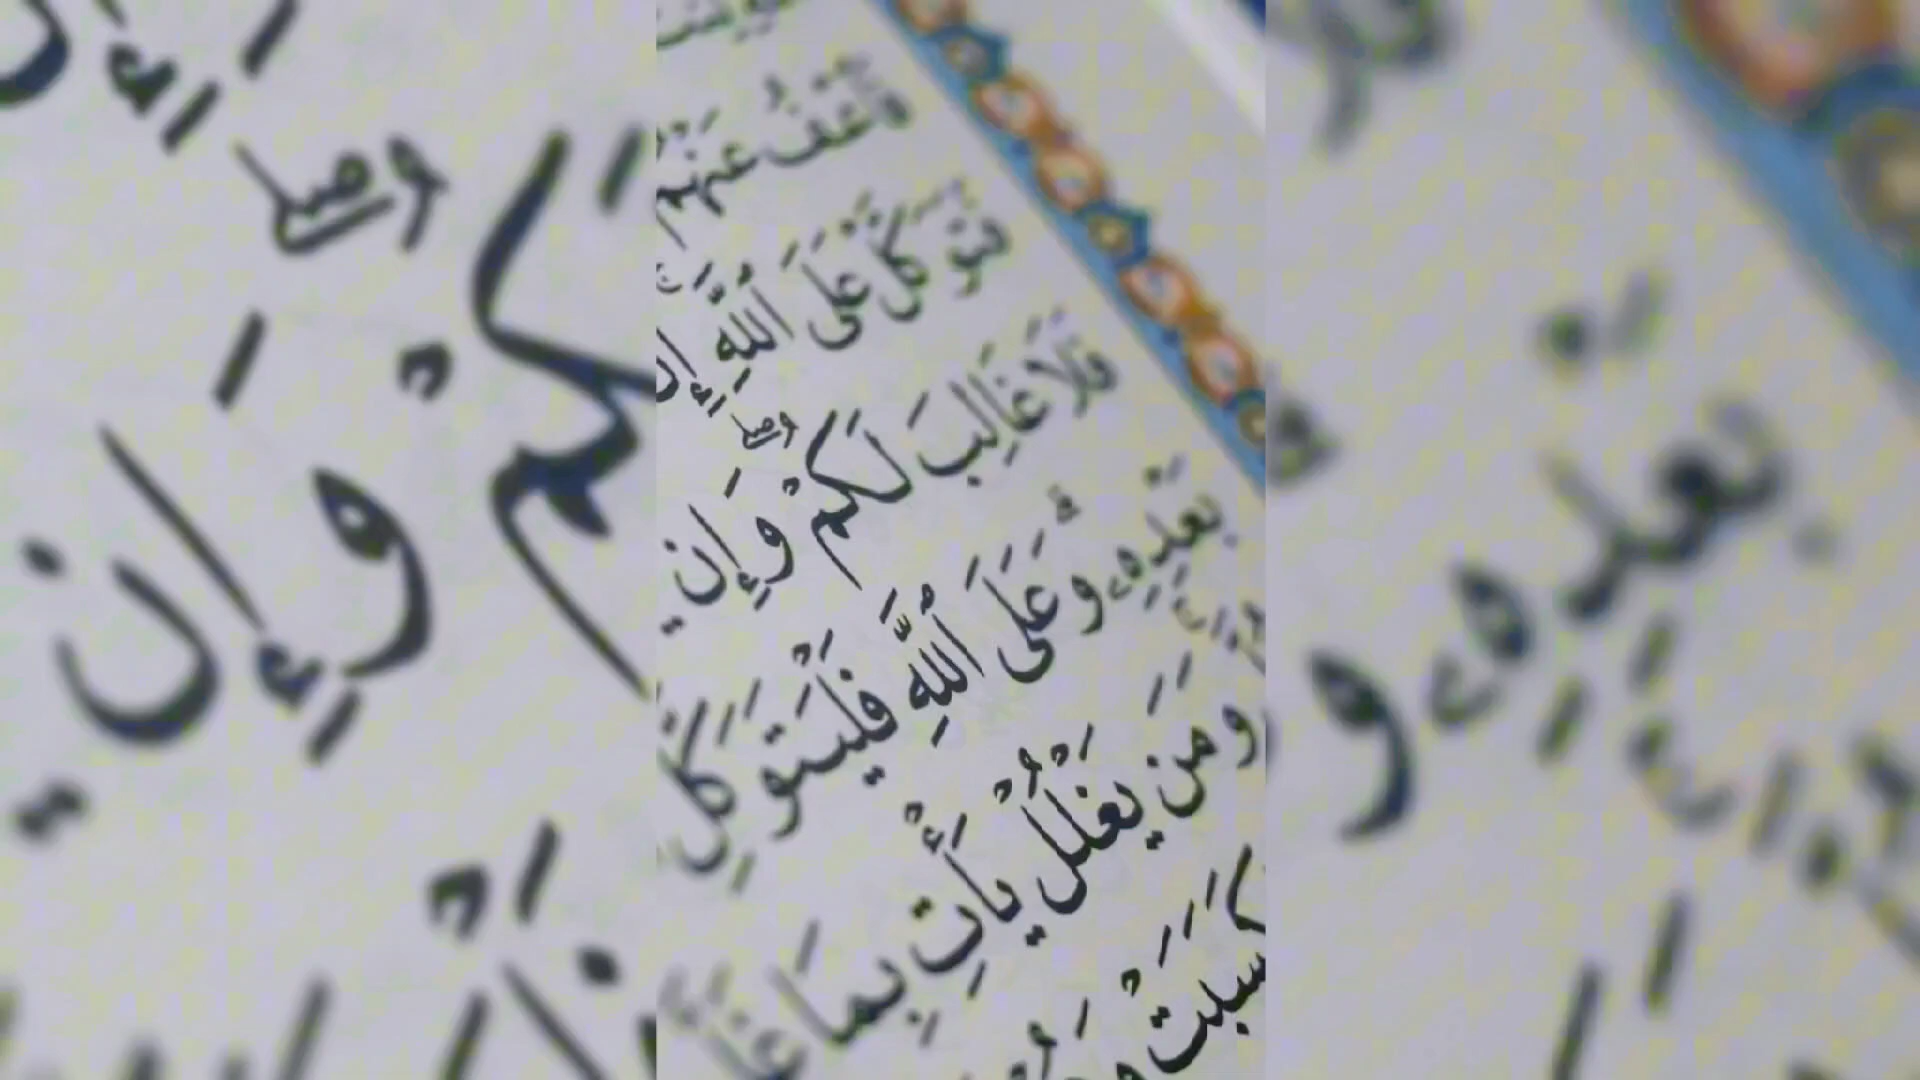 فَٱعْفُ عَنْهُمْ
فَتَوَكَّلْ عَلَى ٱللَّهِ إِنَّ
فَلَا غَالِبَ لَكُمْ ۖ وَإِن
بَعْدِهِۦ ۗ وَعَلَى ٱللَّهِ فَلْيَتَوَكَّلِ
وَمَن يَغْلُلْ يَأْتِ بِمَا غَلَّ
كَسَبَتْ